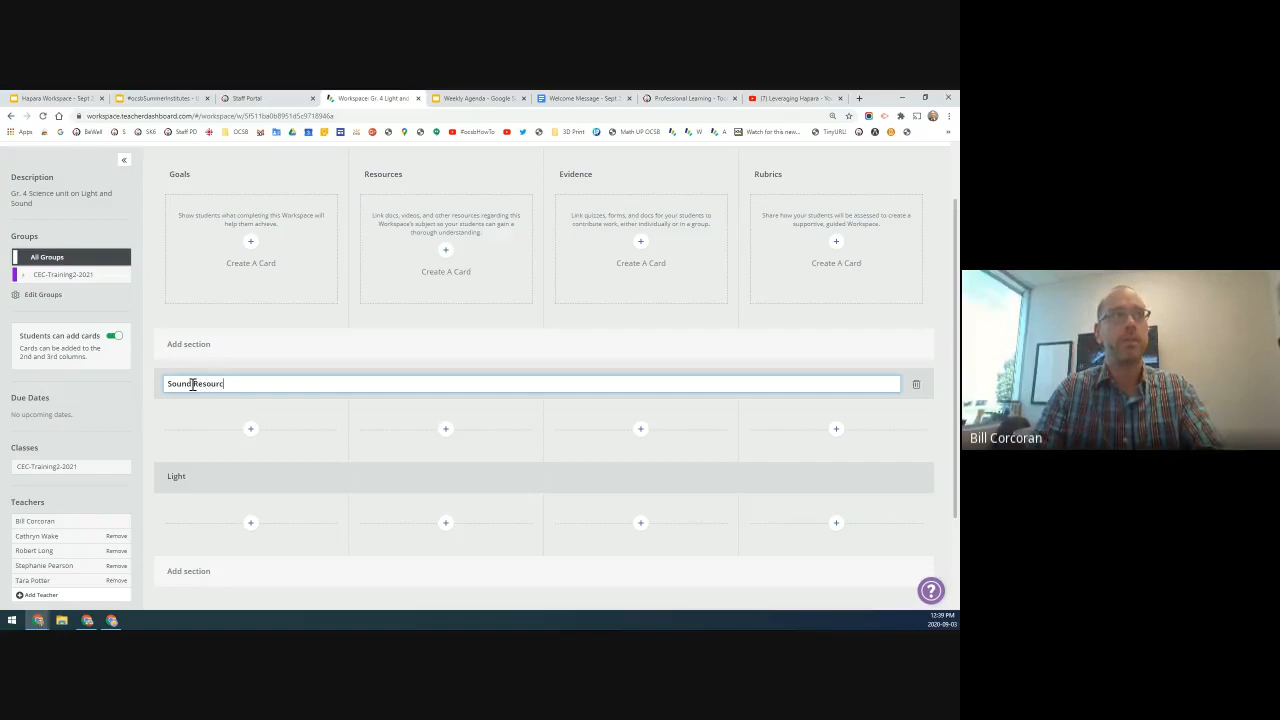 Hapara Workspace - Sept 2
#ocsbSummerInstitutes - 
Staff Portal
Workspace: Gr. 4 Light and
Weekly Agenda - Google S
Welcome Message - Sept 2
Professional Learning - Tou
(7) Leveraging Hapara - Yo
workspace.teacherdashboard.com/#/workspace/w/5f511ba0b8951d5c9718946a
Apps
BeWell
S
SK6
Staff PD
OCSB
#ocsbHowTo
3D Print
Math UP OCSB
W
A
Watch for this new...
TinyURL!
Description
Gr. 4 Science unit on Light and
Sound
Groups
All Groups
CEC-Training2-2021
Edit Groups
Students can add cards
Cards can be added to the
2nd and 3rd columns.
Due Dates
No upcoming dates.
Classes
CEC-Training2-2021
Teachers
Bill Corcoran
Cathryn Wake Remove
Robert Long Remove
Stephanie Pearson Remove
Tara Potter Remove
Add Teacher
Goals
Show students what completing this Workspace will
help them achieve.
Create A Card
Resources
Link docs, videos, and other resources regarding this
Workspace's subject so your students can gain a
thorough understanding.
Create A Card
Evidence
Link quizzes, forms, and docs for your students to
contribute work, either individually or in a group.
Create A Card
Rubrics
Share how your students will be assessed to create a
supportive, guided Workspace.
Create A Card
Add section
Sound Resourc
Light
Add section
12:39 PM
2020-09-03
Bill Corcoran